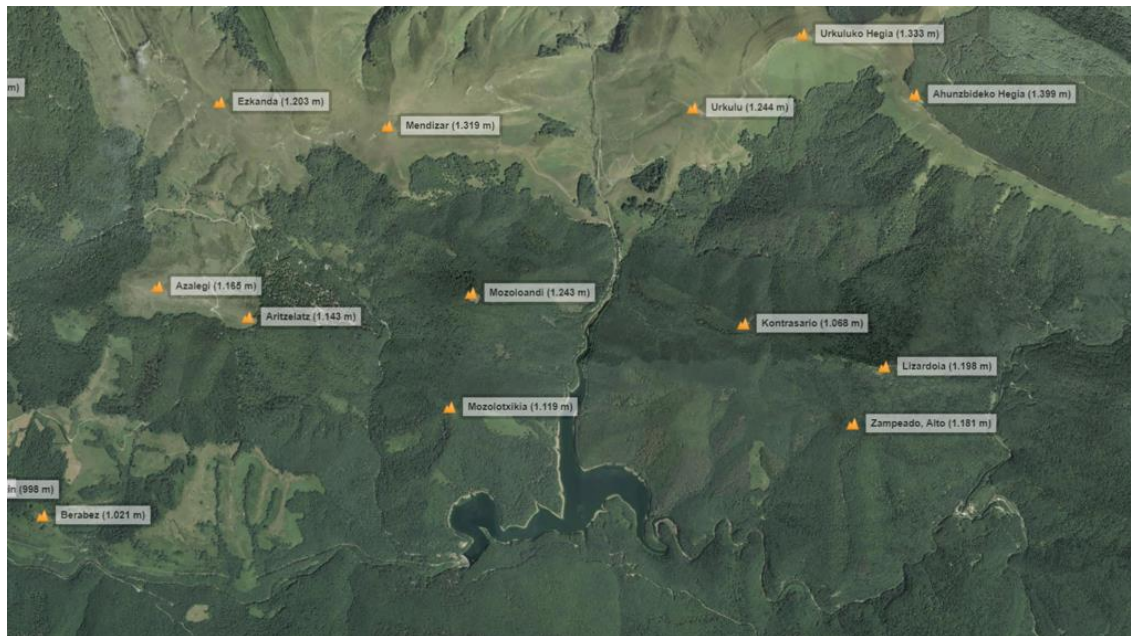 Urkuluko Hegia (1.333 m)
m)
Ezkanda (1.203 m)
Ahunzbideko Hegia (1.399 m)
Urkulu (1.244 m)
Mendizar (1.319 m)
Azalegi (1.165 m)
Mozoloandi (1.243 m)
Aritzelatz (1.143 m)
Kontrasario (1.068 m)
Lizardoia (1.198 m)
Mozolotxikia (1.119 m)
Zampeado, Alto (1.181 m)
in (998 m)
Berabez (1.021 m)